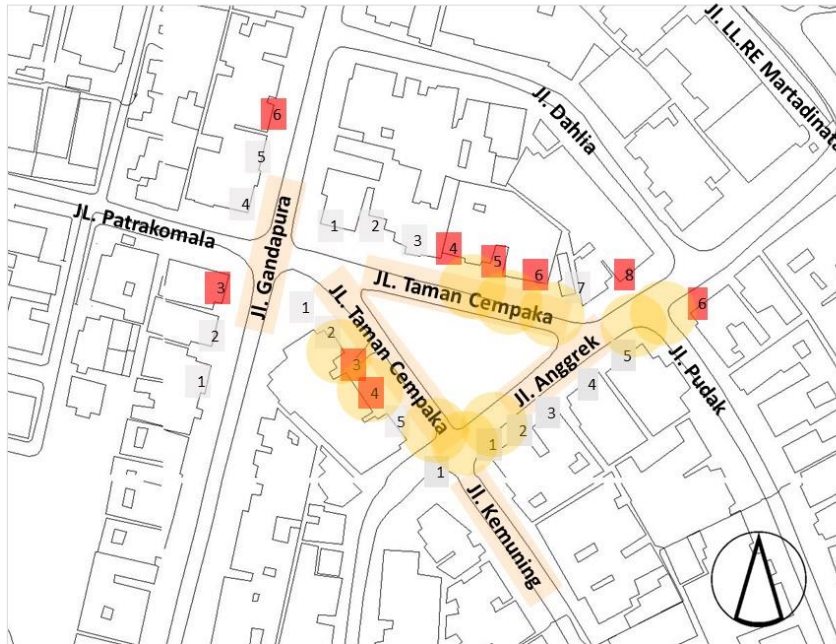 Jl. LL.RE Martadinata
Jl. Dahlia
6
5
4
JL. Patrakomala
Jl. Gandapura
1
2
3
4
5
6
7
8
6
JL. Taman Cempaka
3
2
1
1
2
3
4
5
JL. Taman Cempaka
Jl. Anggrek
1
2
3
4
5
Jl. Pudak
1
Jl. Kemuning